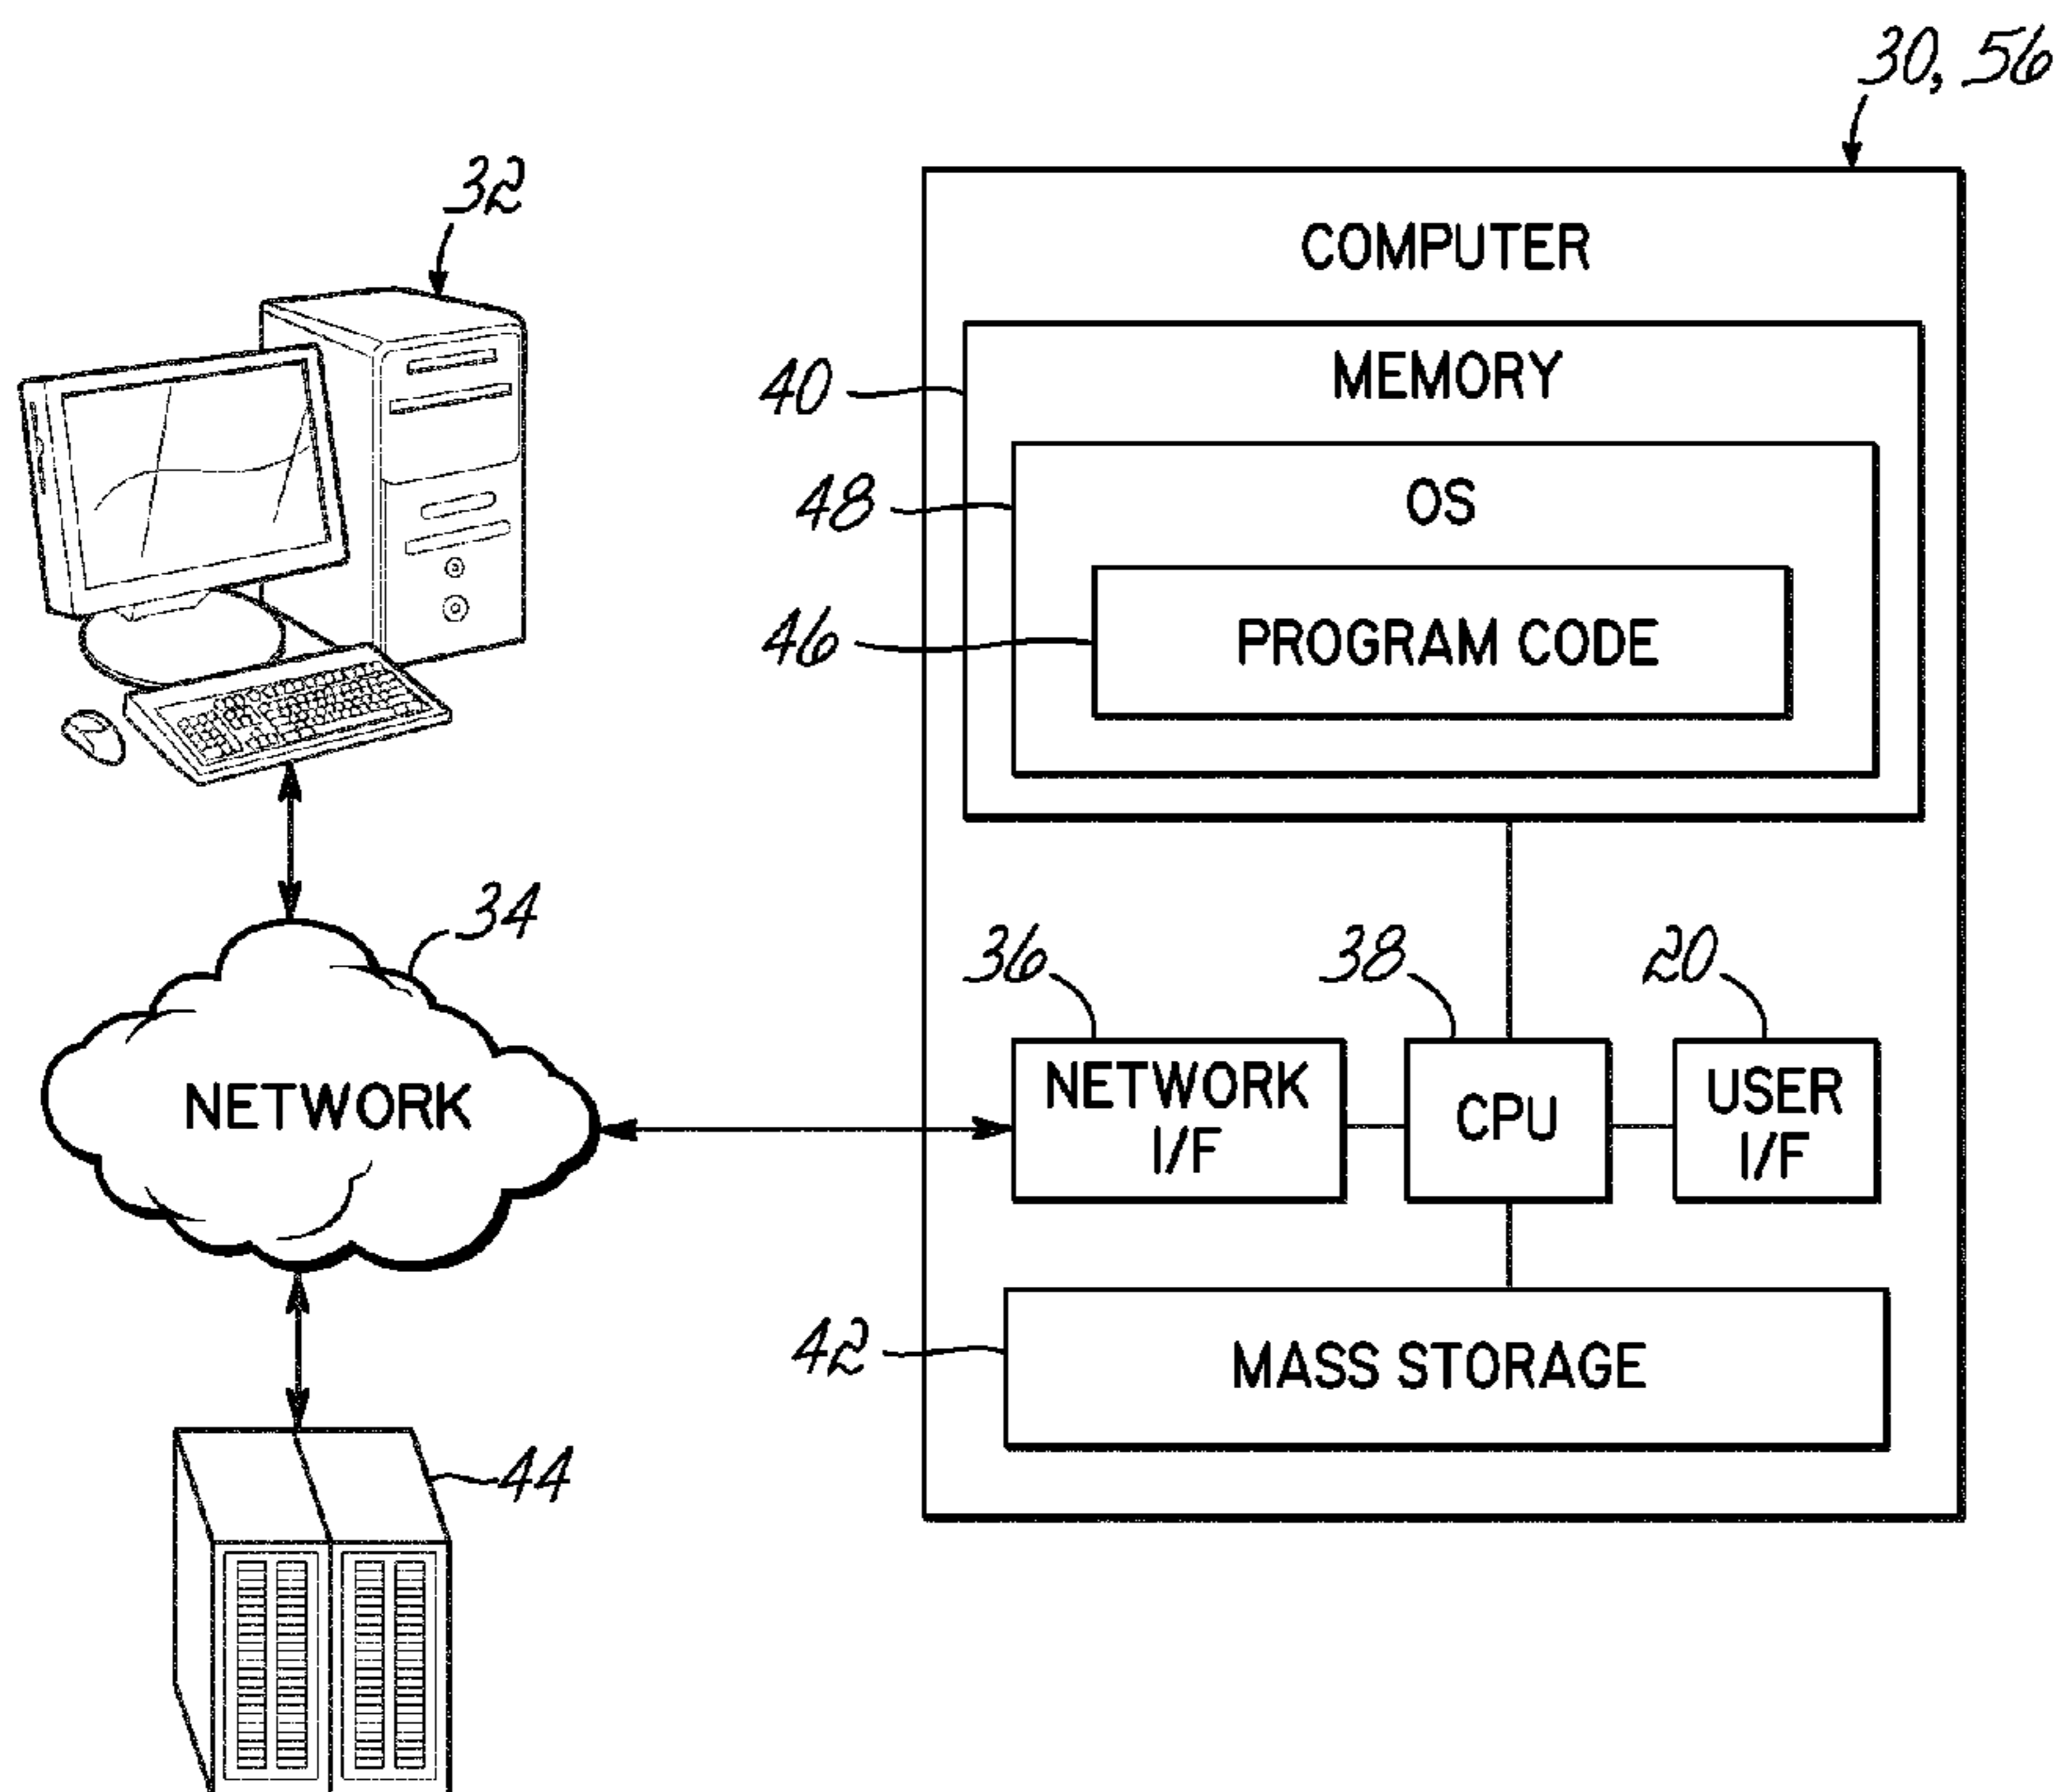 30, 56
32
COMPUTER
40
MEMORY
48
OS
46
PROGRAM CODE
34
36
38
20
NETWORK
NETWORK
I/F
CPU
USER
I/F
42
MASS STORAGE
44